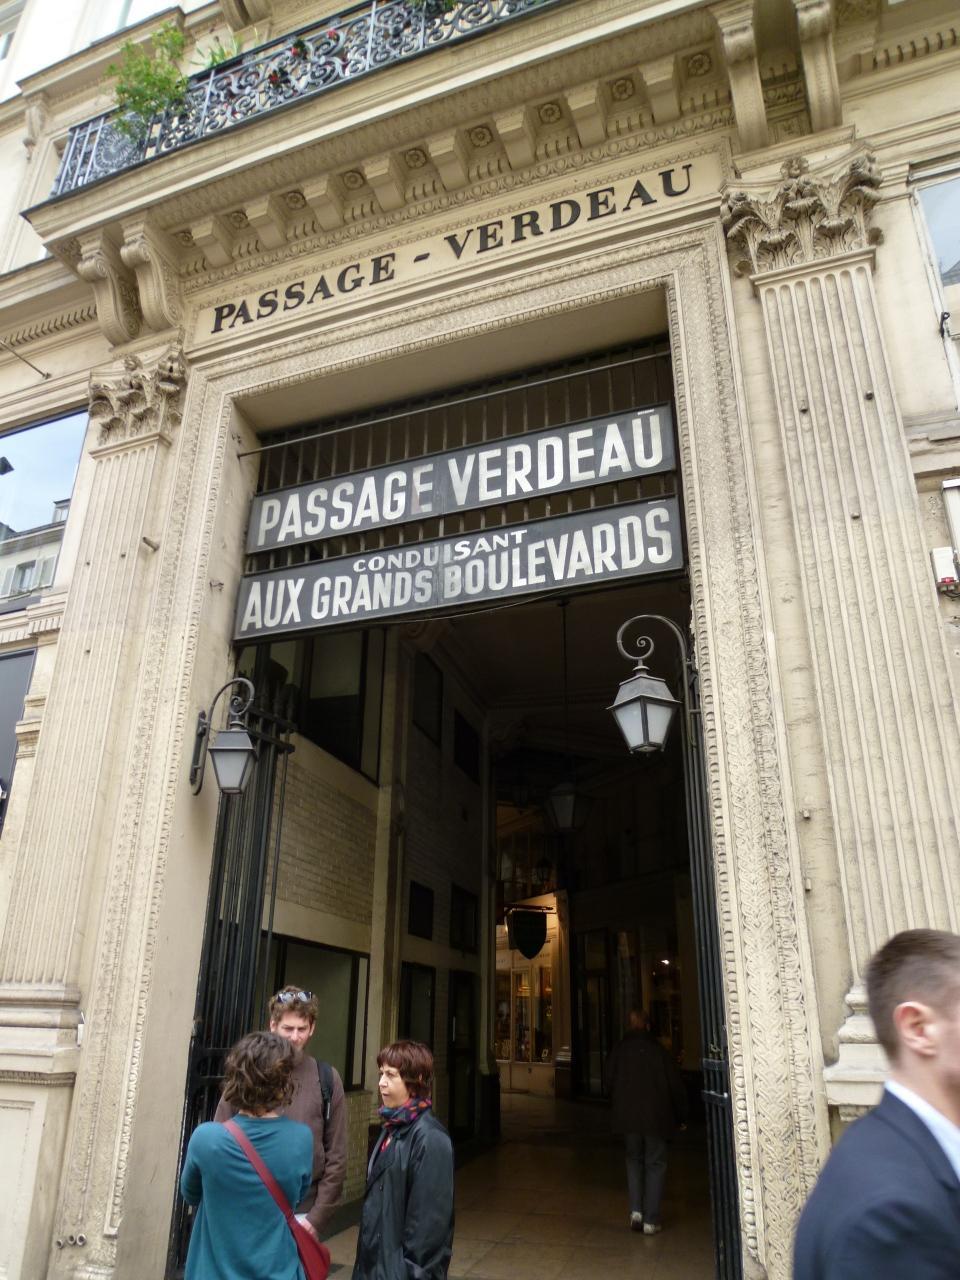 PASSAGE - VERDEAU
PASSAGE VERDEAU
CONDUISANT
AUX GRANDS BOULEVARDS